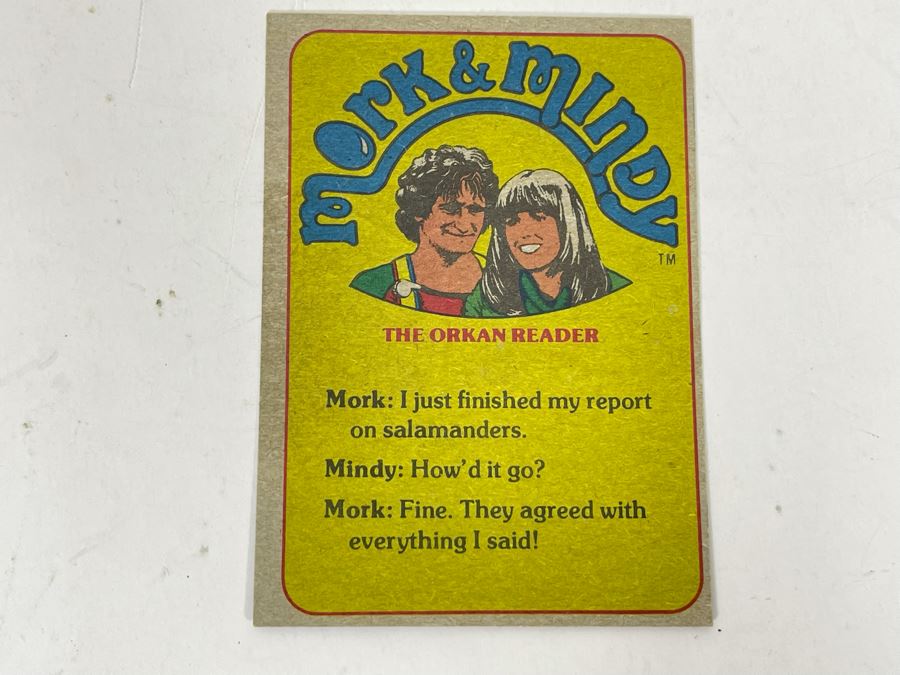 mork & mindy
TM
THE ORKAN READER
Mork: I just finished my report
on salamanders.
Mindy: How'd it go?
Mork: Fine. They agreed with
everything I said!